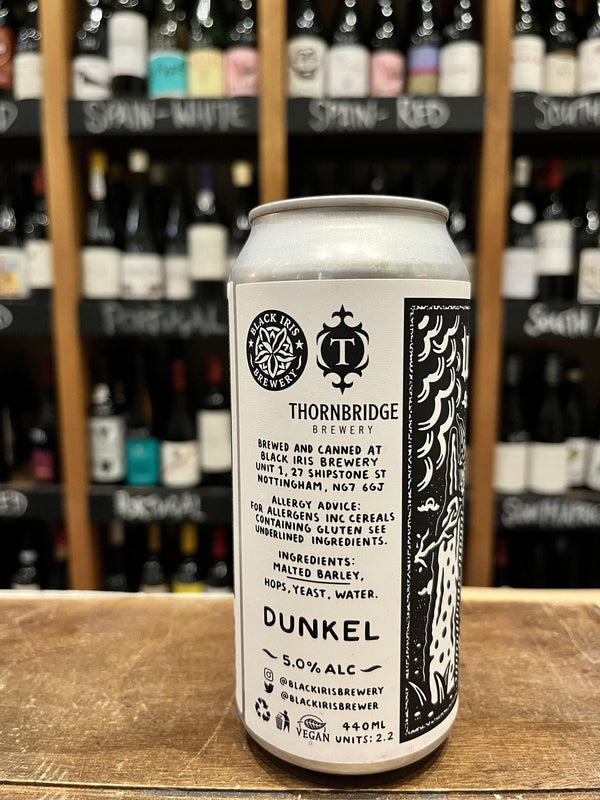 SPAIN-WHITE
SPAIN-RED
PORTUGAL
PORTUGAL
BLACK IRIS
BREWERY
T
THORNBRIDGE
BREWERY
BREWED AND CANNED AT
BLACK IRIS BREWERY
UNIT 1, 27 SHIPSTONE ST
NOTTINGHAM, NG7 6GJ
ALLERGY ADVICE:
FOR ALLERGENS INC CEREALS
CONTAINING GLUTEN SEE
UNDERLINED INGREDIENTS.
INGREDIENTS:
MALTED BARLEY,
HOPS, YEAST, WATER.
DUNKEL
5.0% ALC
@BLACKIRISBREWERY
@BLACKIRISBREWER
VEGAN
440ML
UNITS: 2.2